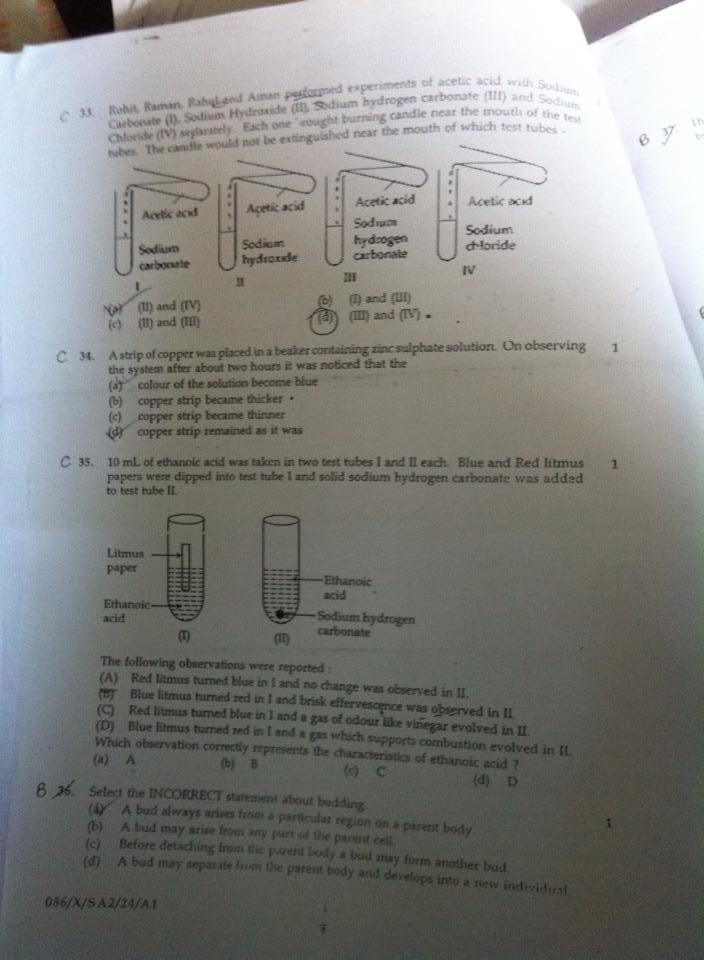 C 33. Rohit, Raman, Rahul and Aman performed experiments of acetic acid with Sodium
Carbonate (I), Sodium Hydroxide (II), Sodium hydrogen carbonate (III) and Sodium
Chloride (IV) separately. Each one brought burning candle near the mouth of the test
tubes. The candle would not be extinguished near the mouth of which test tubes -
Acetic acid
Sodium
carbonate
I
Acetic acid
Sodium
hydroxide
II
Acetic acid
Sodium
hydrogen
carbonate
III
Acetic acid
Sodium
chloride
IV
(a) (II) and (IV) (b) (I) and (III)
(c) (II) and (III) (d) (III) and (IV)
C 34. A strip of copper was placed in a beaker containing zinc sulphate solution. On observing 1
the system after about two hours it was noticed that the
(a) colour of the solution become blue
(b) copper strip became thicker
(c) copper strip became thinner
(d) copper strip remained as it was
C 35. 10 mL of ethanoic acid was taken in two test tubes I and II each. Blue and Red litmus 1
papers were dipped into test tube I and solid sodium hydrogen carbonate was added
to test tube II.
Litmus
paper
Ethanoic
acid
(I)
Ethanoic
acid
Sodium hydrogen
carbonate
(II)
The following observations were reported :
(A) Red litmus turned blue in I and no change was observed in II.
(B) Blue litmus turned red in I and brisk effervescence was observed in II.
(C) Red litmus turned blue in I and a gas of odour like vinegar evolved in II.
(D) Blue litmus turned red in I and a gas which supports combustion evolved in II.
Which observation correctly represents the characteristics of ethanoic acid ?
(a) A (b) B (c) C (d) D
B 36. Select the INCORRECT statement about budding. 1
(a) A bud always arises from a particular region on a parent body.
(b) A bud may arise from any part of the parent cell.
(c) Before detaching from the parent body a bud may form another bud.
(d) A bud may separate from the parent body and develops into a new individual.
086/X/SA2/24/A1
7
B 37. Th